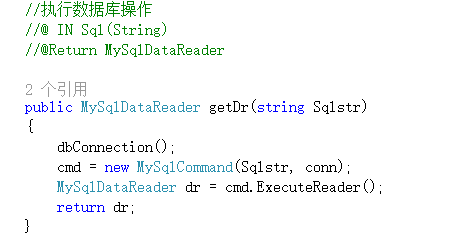 //执行数据库操作
//@ IN Sql(String)
//@Return MySqlDataReader
2 个引用
public MySqlDataReader getDr(string Sqlstr)
{
dbConnection();
cmd = new MySqlCommand(Sqlstr, conn);
MySqlDataReader dr = cmd.ExecuteReader();
return dr;
}